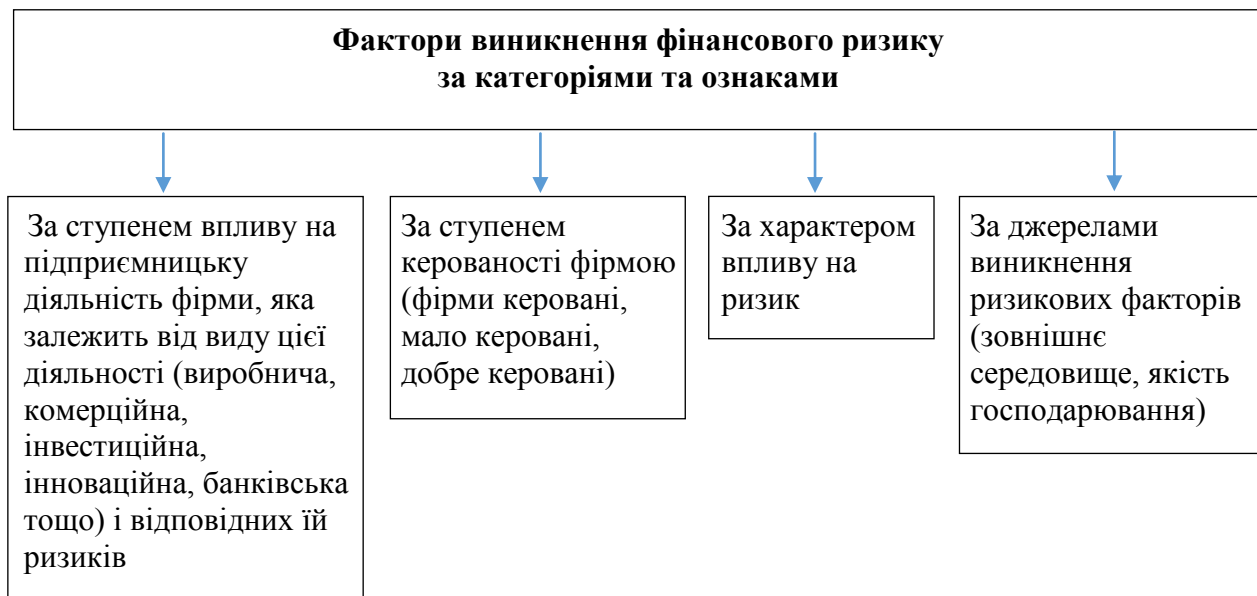 Фактори виникнення фінансового ризику
за категоріями та ознаками
За ступенем впливу на
підприємницьку
діяльність фірми, яка
залежить від виду цієї
діяльності (виробнича,
комерційна,
інвестиційна,
інноваційна, банківська
тощо) і відповідних їй
ризиків
За ступенем
керованості фірмою
(фірми керовані,
мало керовані,
добре керовані)
За характером
впливу на
ризик
За джерелами
виникнення
ризикових факторів
(зовнішнє
середовище, якість
господарювання)